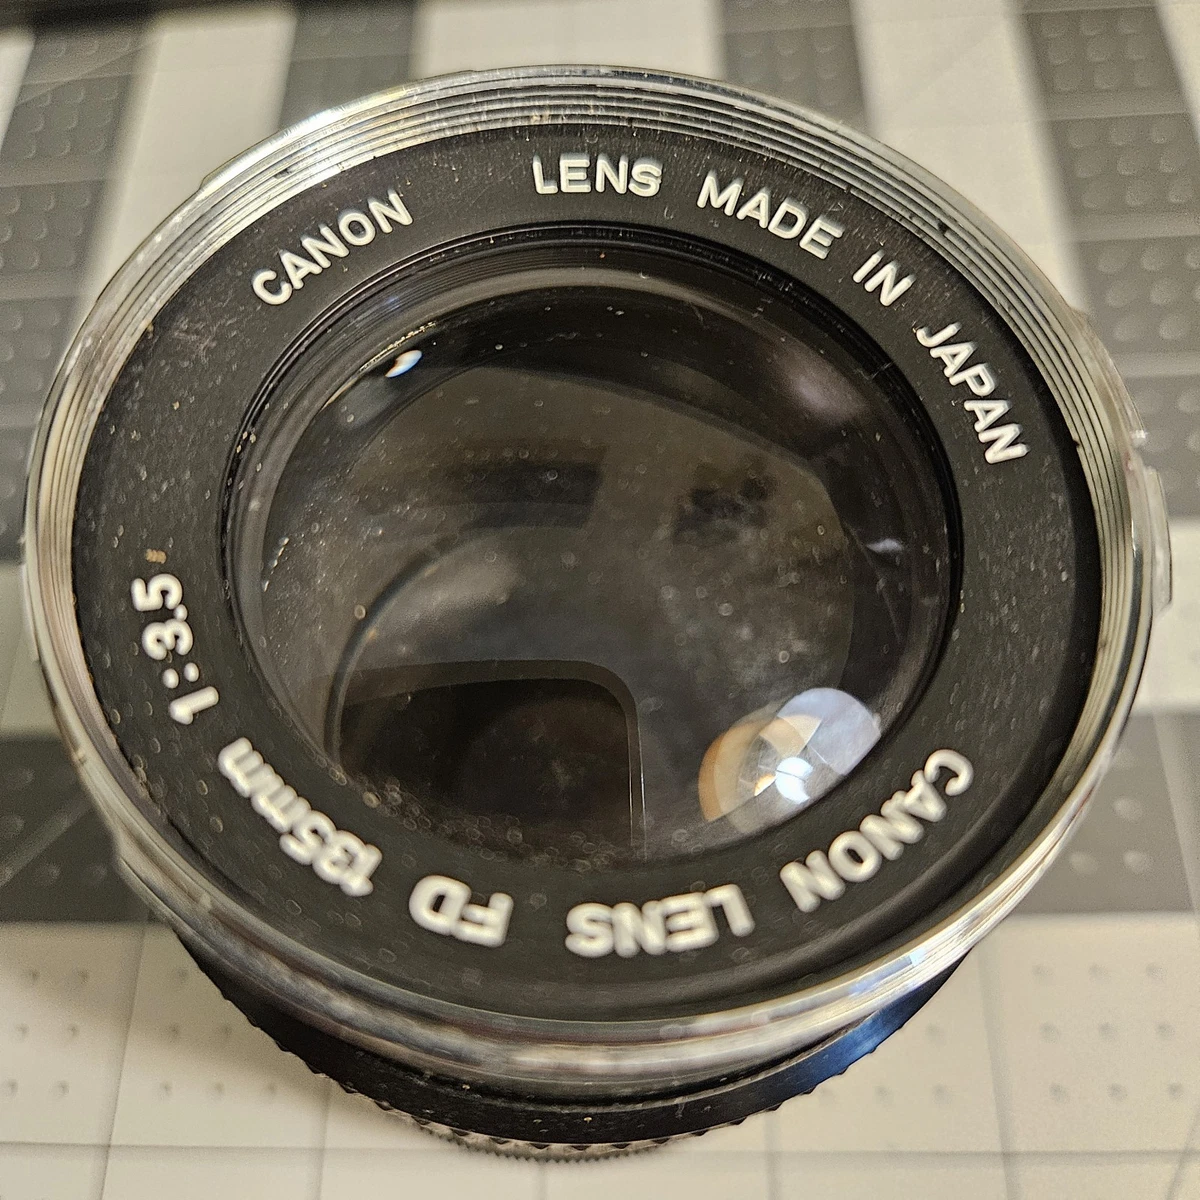 CANON LENS MADE IN JAPAN
CANON LENS FD 135mm 1:3.5